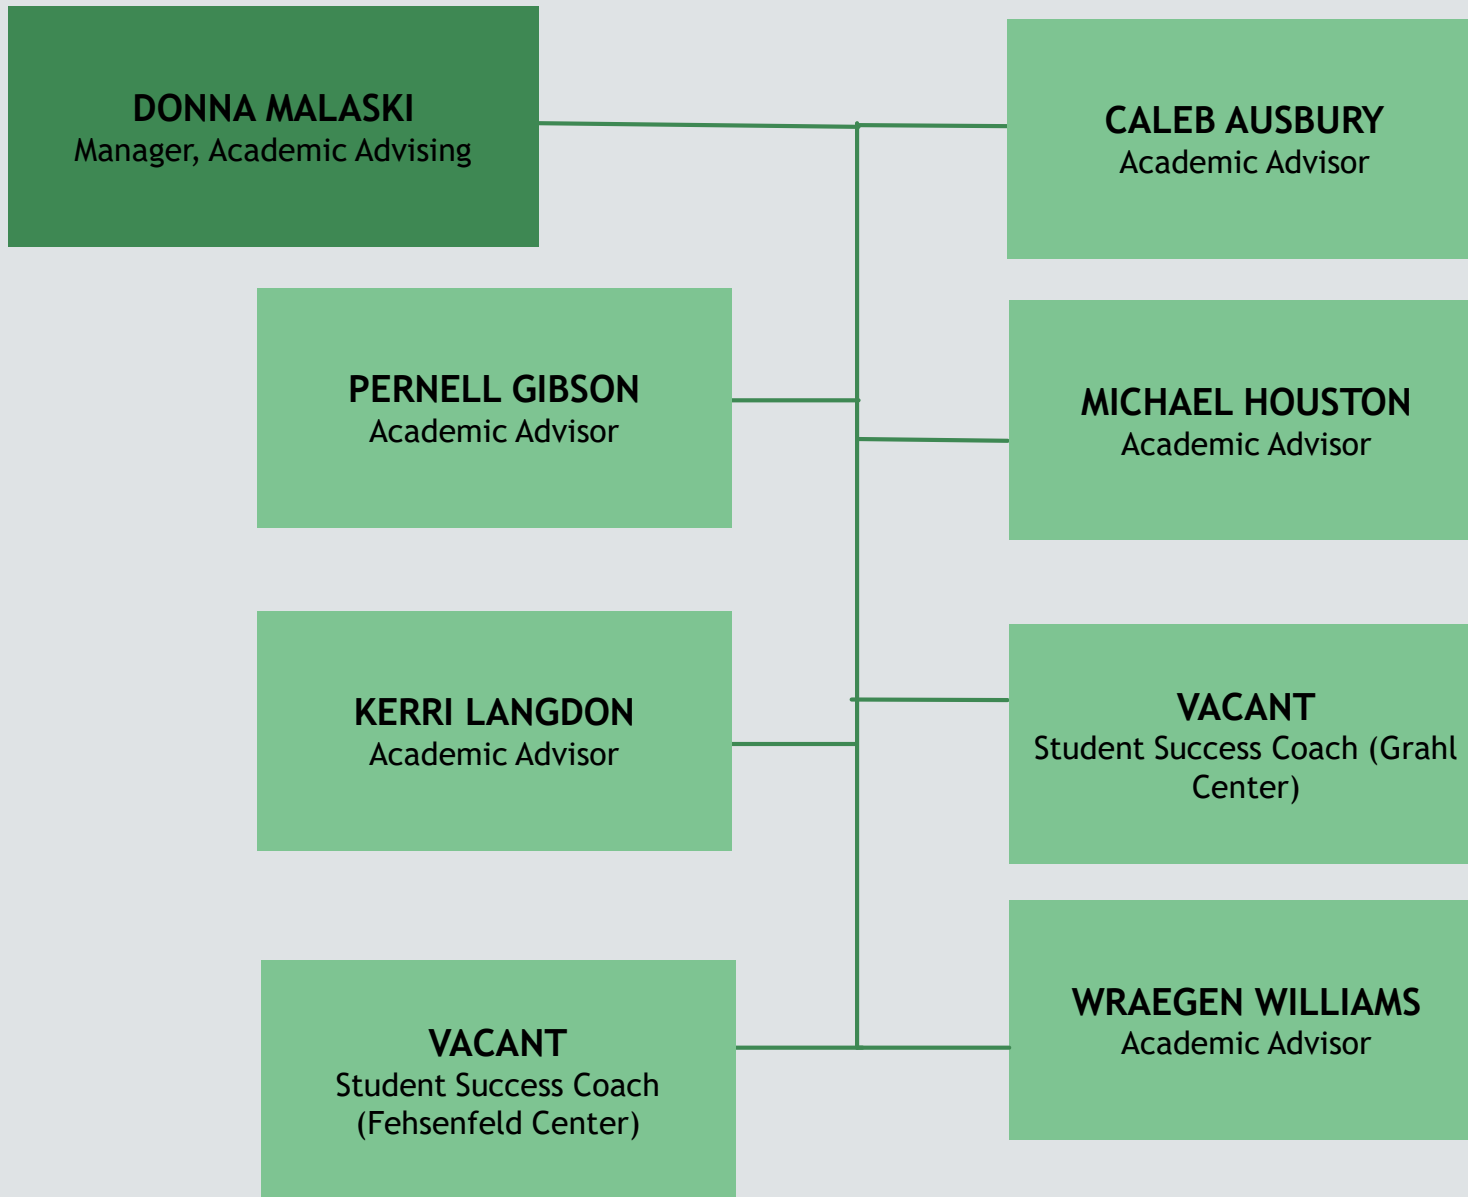 DONNA MALASKI
Manager, Academic Advising
CALEB AUSBURY
Academic Advisor
PERNELL GIBSON
Academic Advisor
MICHAEL HOUSTON
Academic Advisor
KERRI LANGDON
Academic Advisor
VACANT
Student Success Coach (Grahl
Center)
VACANT
Student Success Coach
(Fehsenfeld Center)
WRAEGEN WILLIAMS
Academic Advisor